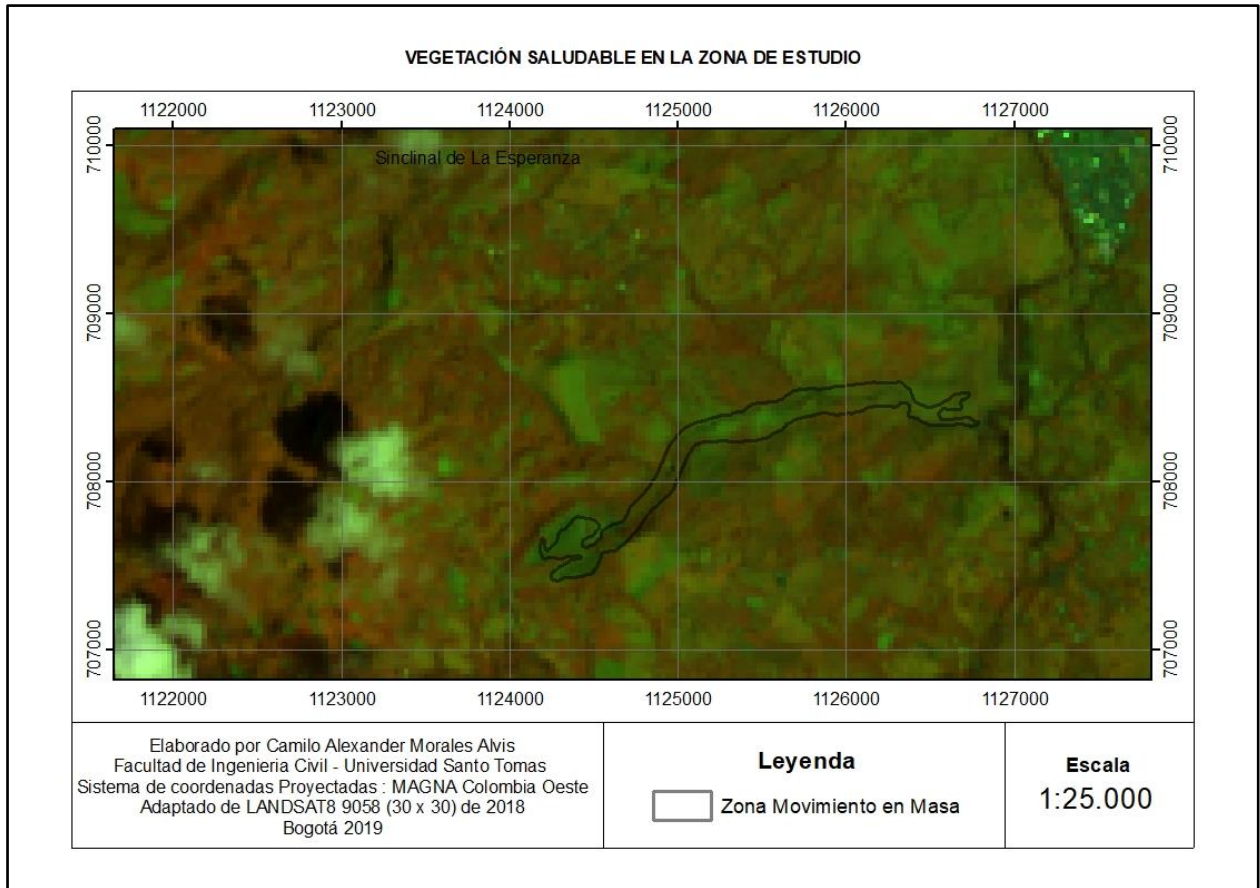 VEGETACIÓN SALUDABLE EN LA ZONA DE ESTUDIO
1122000 1123000 1124000 1125000 1126000 1127000
710000 710000
Sinclinal de La Esperanza
709000 709000
708000 708000
707000 707000
1122000 1123000 1124000 1125000 1126000 1127000
Elaborado por Camilo Alexander Morales Alvis
Facultad de Ingenieria Civil - Universidad Santo Tomas
Sistema de coordenadas Proyectadas : MAGNA Colombia Oeste
Adaptado de LANDSAT8 9058 (30 x 30) de 2018
Bogotá 2019
Leyenda
Zona Movimiento en Masa
Escala
1:25.000